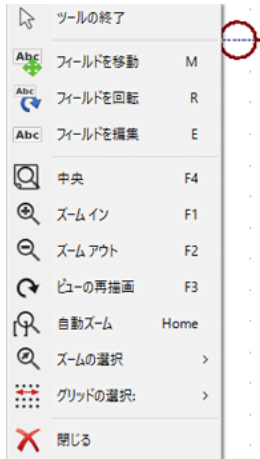 ツールの終了
Abc フィールドを移動 M
Abc フィールドを回転 R
Abc フィールドを編集 E
中央 F4
ズーム イン F1
ズーム アウト F2
ビューの再描画 F3
自動ズーム Home
ズームの選択 >
グリッドの選択: >
閉じる